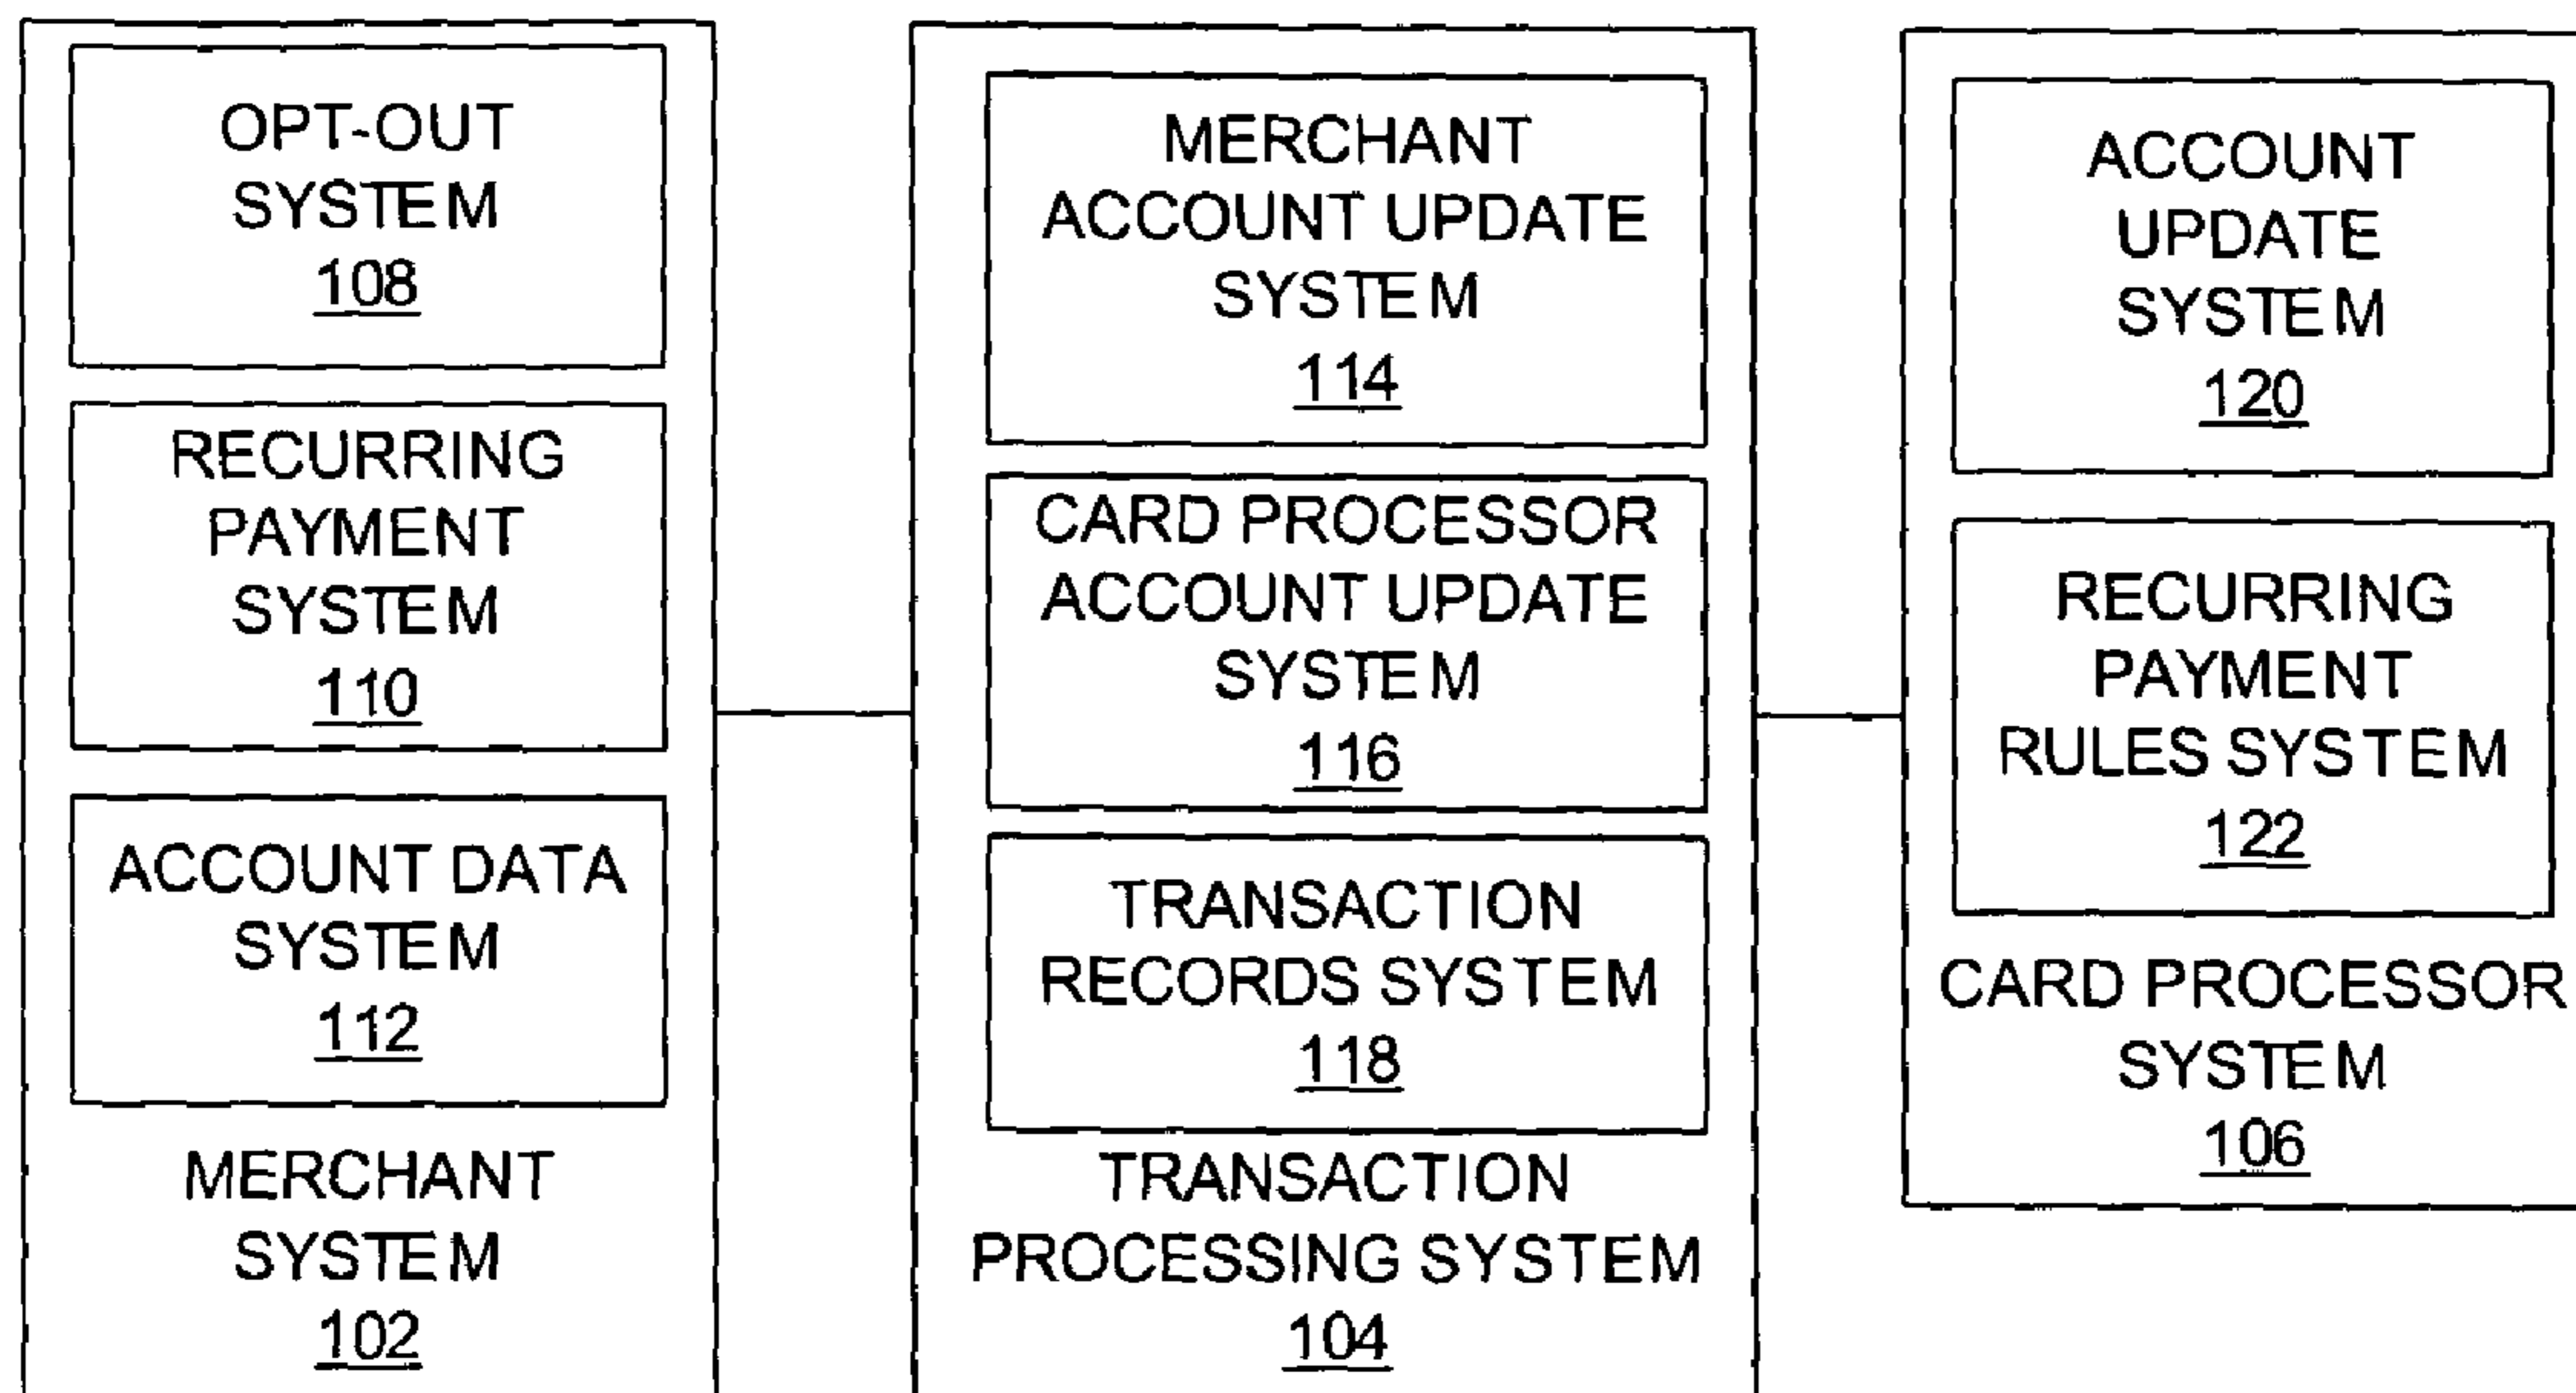 OPT-OUT
SYSTEM
108
RECURRING
PAYMENT
SYSTEM
110
ACCOUNT DATA
SYSTEM
112
MERCHANT
SYSTEM
102
MERCHANT
ACCOUNT UPDATE
SYSTEM
114
CARD PROCESSOR
ACCOUNT UPDATE
SYSTEM
116
TRANSACTION
RECORDS SYSTEM
118
TRANSACTION
PROCESSING SYSTEM
104
ACCOUNT
UPDATE
SYSTEM
120
RECURRING
PAYMENT
RULES SYSTEM
122
CARD PROCESSOR
SYSTEM
106